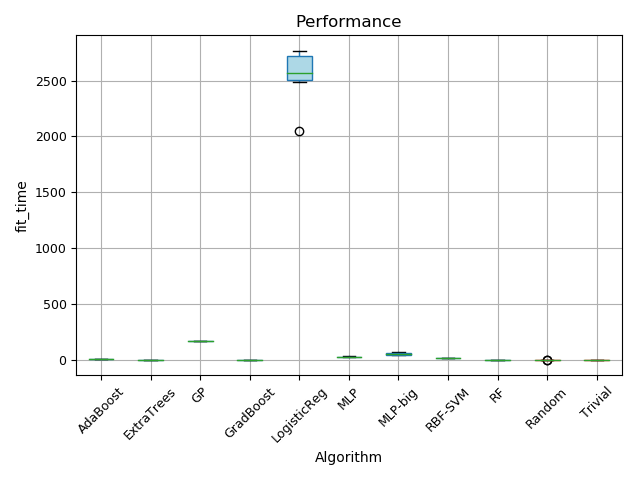 Performance
fit_time
2500
2000
1500
1000
500
0
AdaBoost
ExtraTrees
GP
GradBoost
LogisticReg
MLP
MLP-big
RBF-SVM
RF
Random
Trivial
Algorithm